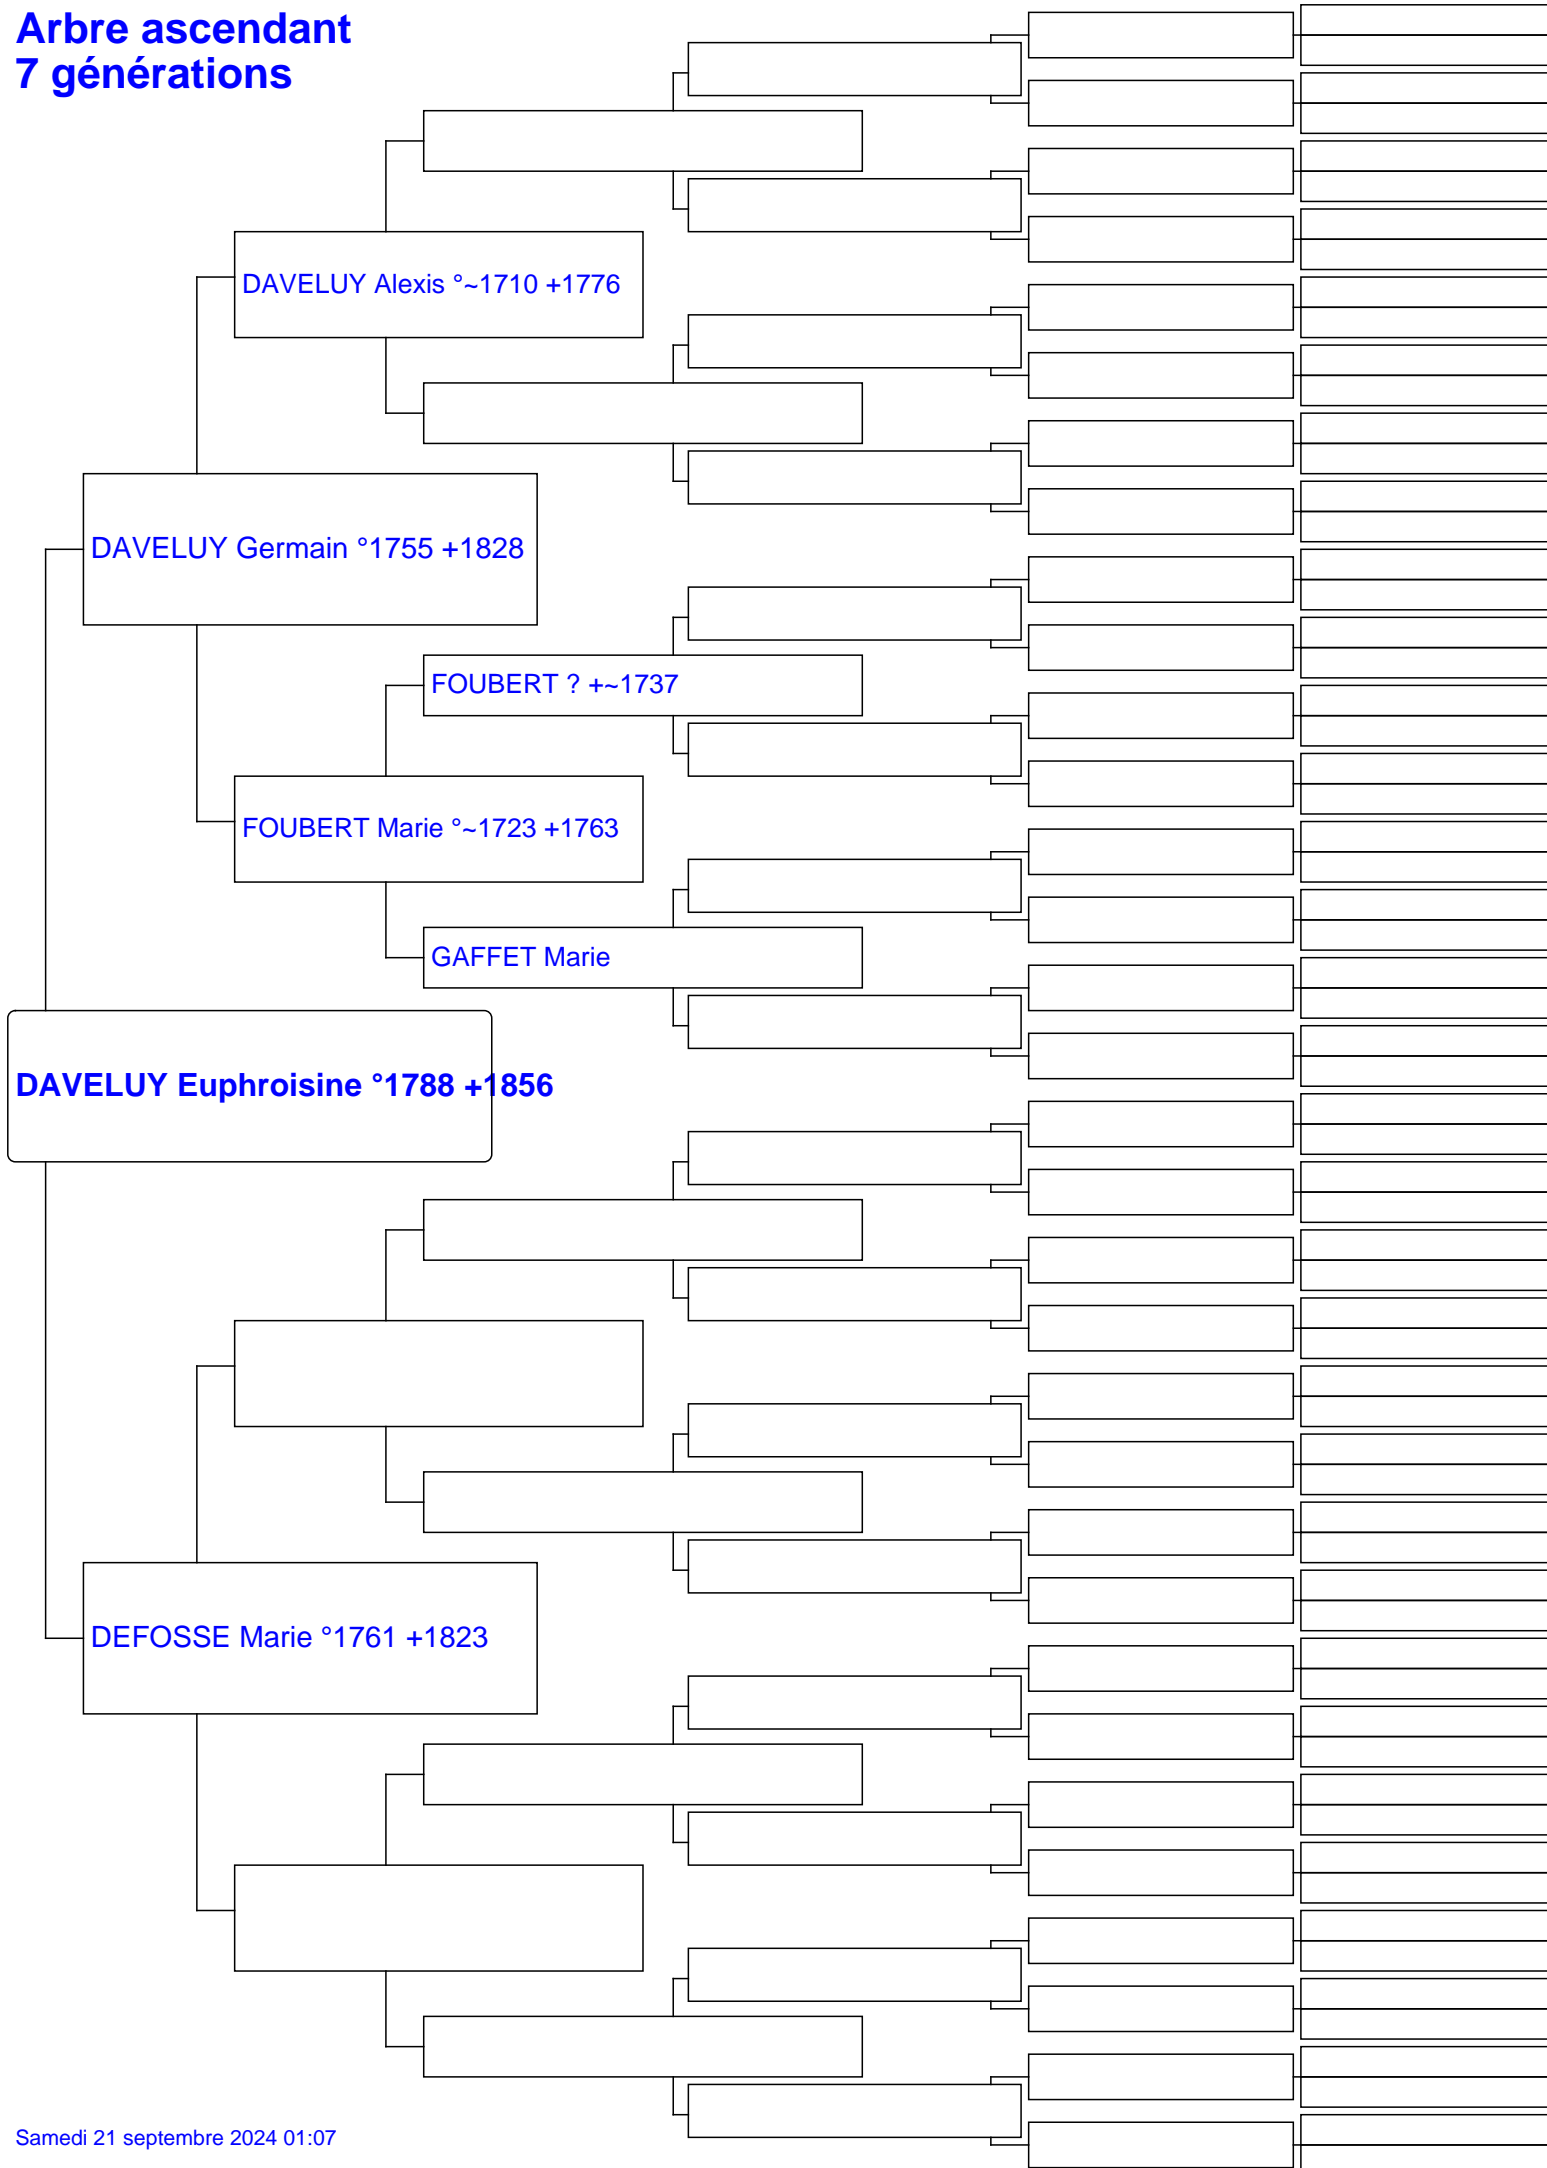 Arbre ascendant
7 générations
DAVELUY Alexis °~1710 +1776
DAVELUY Germain °1755 +1828
FOUBERT ? +~1737
FOUBERT Marie °~1723 +1763
GAFFET Marie
DAVELUY Euphroisine °1788 +1856
DEFOSSE Marie °1761 +1823
Samedi 21 septembre 2024 01:07